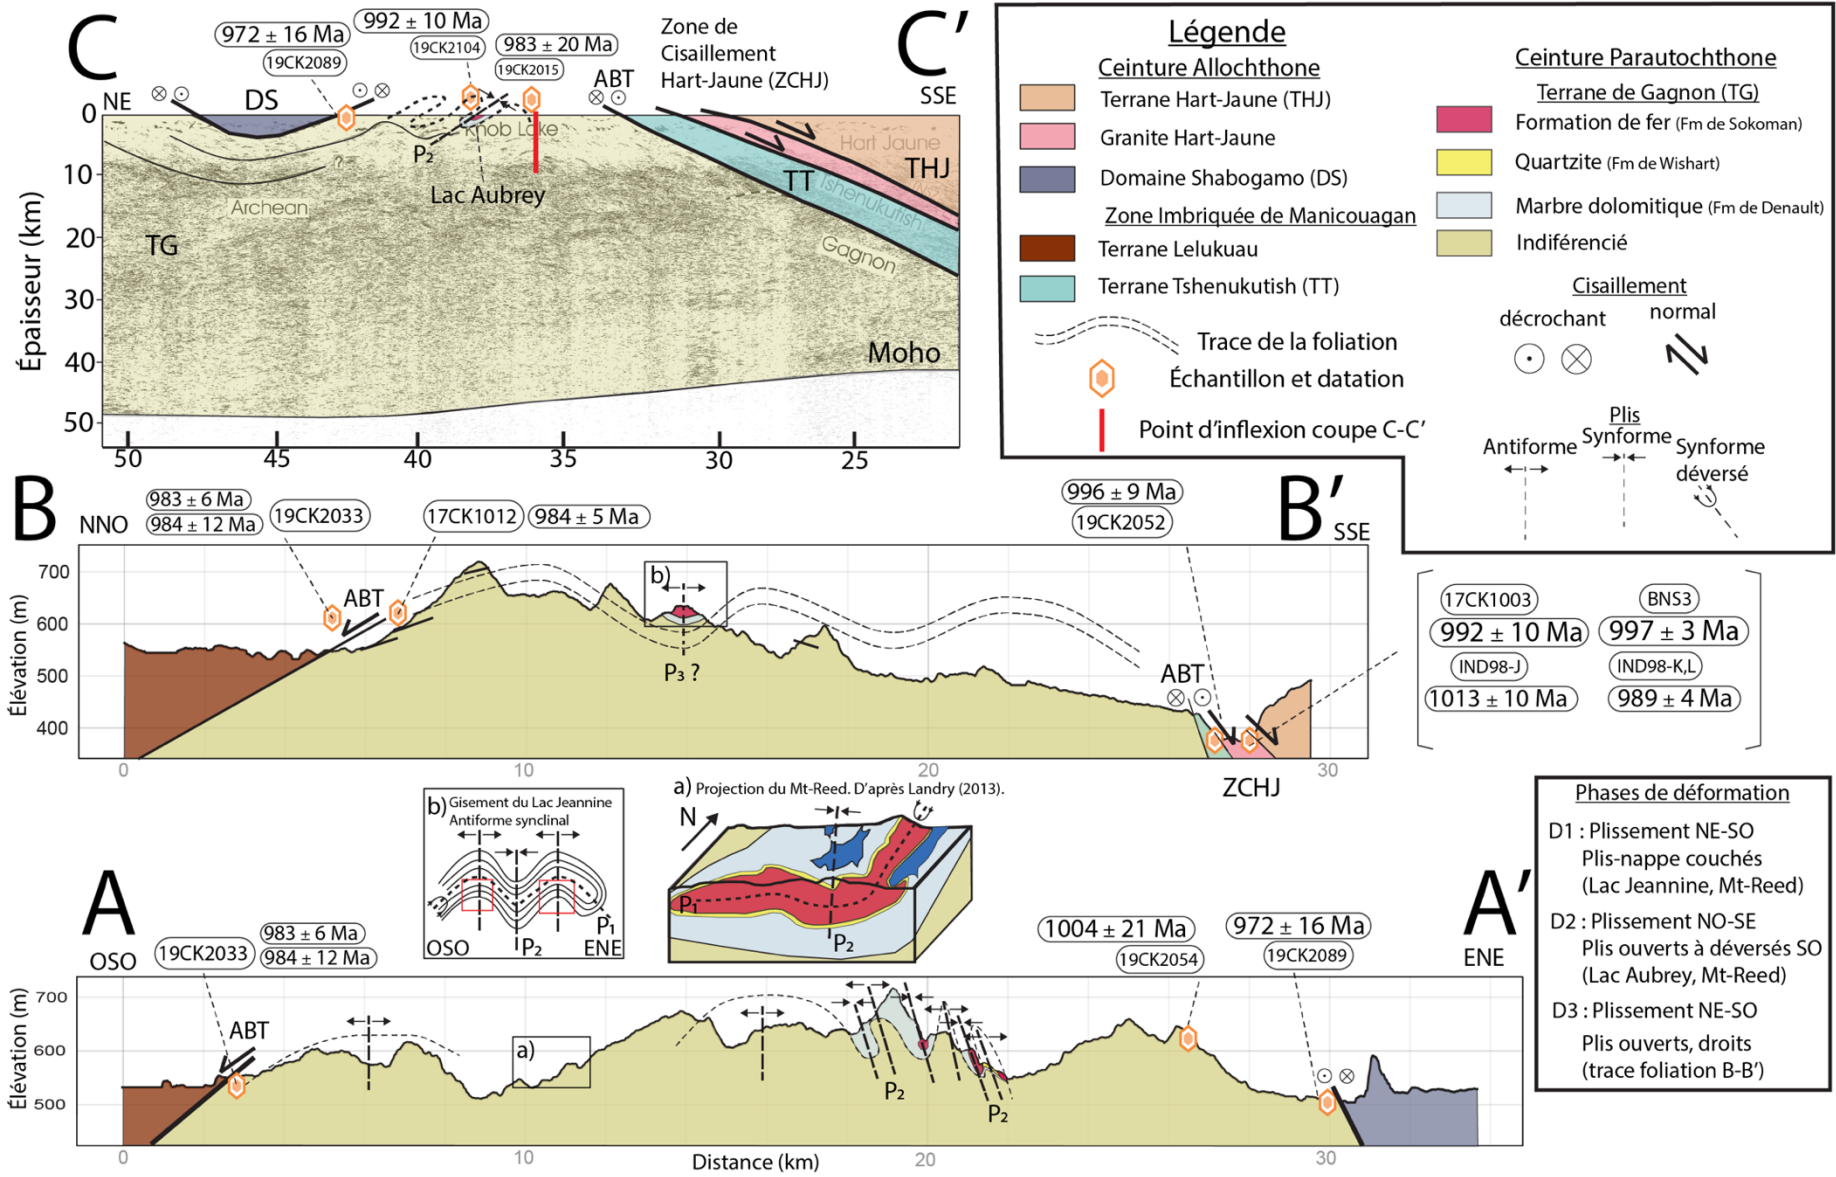 C
C'
972 ± 16 Ma
19CK2089
992 ± 10 Ma
19CK2104
983 ± 20 Ma
19CK2015
Zone de
Cisaillement
Hart-Jaune (ZCHJ)
NE
DS
ABT
SSE
Knob Lake
P2
?
Lac Aubrey
Archean
TG
Hart Jaune
THJ
TT
Tshenukutish
Gagnon
Moho
Épaisseur (km)
0
10
20
30
40
50
50
45
40
35
30
25
Légende
Ceinture Allochthone
Terrane Hart-Jaune (THJ)
Granite Hart-Jaune
Domaine Shabogamo (DS)
Zone Imbriquée de Manicouagan
Terrane Lelukuau
Terrane Tshenukutish (TT)
Trace de la foliation
Échantillon et datation
Point d'inflexion coupe C-C'
Ceinture Parautochthone
Terrane de Gagnon (TG)
Formation de fer (Fm de Sokoman)
Quartzite (Fm de Wishart)
Marbre dolomitique (Fm de Denault)
Indiférencié
Cisaillement
décrochant
normal
Plis
Antiforme
Synforme
Synforme
déversé
B
B'
NNO
SSE
983 ± 6 Ma
984 ± 12 Ma
19CK2033
17CK1012
984 ± 5 Ma
996 ± 9 Ma
19CK2052
ABT
b)
P3 ?
ABT
ZCHJ
Élévation (m)
700
600
500
400
0
10
20
30
17CK1003
992 ± 10 Ma
IND98-J
1013 ± 10 Ma
BNS3
997 ± 3 Ma
IND98-K,L
989 ± 4 Ma
b) Gisement du Lac Jeannine
Antiforme synclinal
OSO
P2
ENE
P1
a) Projection du Mt-Reed. D'après Landry (2013).
N
P1
P2
A
A'
OSO
ENE
19CK2033
983 ± 6 Ma
984 ± 12 Ma
1004 ± 21 Ma
19CK2054
972 ± 16 Ma
19CK2089
ABT
a)
P2
P2
Élévation (m)
700
600
500
0
10
Distance (km)
20
30
Phases de déformation
D1 : Plissement NE-SO
Plis-nappe couchés
(Lac Jeannine, Mt-Reed)
D2 : Plissement NO-SE
Plis ouverts à déversés SO
(Lac Aubrey, Mt-Reed)
D3 : Plissement NE-SO
Plis ouverts, droits
(trace foliation B-B')